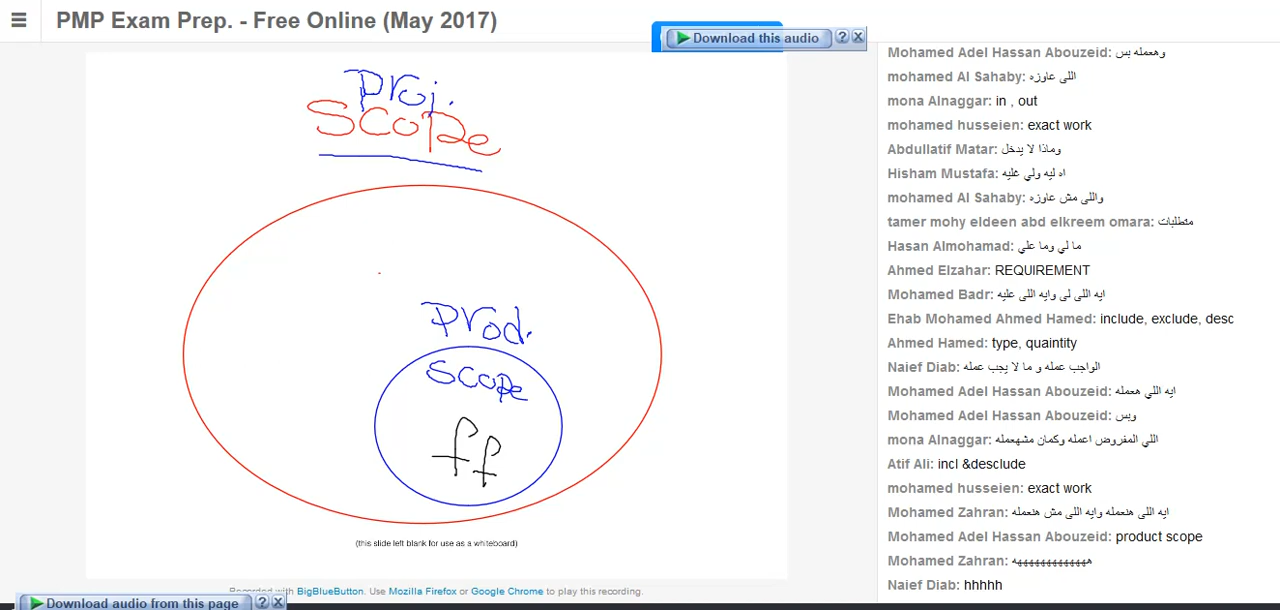 PMP Exam Prep. - Free Online (May 2017)
Download this audio
Proj.
Scope
Prod.
Scope
ff
(this slide left blank for use as a whiteboard)
Recorded with BigBlueButton. Use Mozilla Firefox or Google Chrome to play this recording.
Download audio from this page
Mohamed Adel Hassan Abouzeid: وهعمله بس
mohamed Al Sahaby: اللى عاوزه
mona Alnaggar: in , out
mohamed husseien: exact work
Abdullatif Matar: وماذا لا يدخل
Hisham Mustafa: اه ليه ولي عليه
mohamed Al Sahaby: واللى مش عاوزه
tamer mohy eldeen abd elkreem omara: متطلبات
Hasan Almohamad: ما لي وما علي
Ahmed Elzahar: REQUIREMENT
Mohamed Badr: ايه اللى لى وايه اللى عليه
Ehab Mohamed Ahmed Hamed: include, exclude, desc
Ahmed Hamed: type, quaintity
Naief Diab: الواجب عمله و ما لا يجب عمله
Mohamed Adel Hassan Abouzeid: ايه اللي هعمله
Mohamed Adel Hassan Abouzeid: وبس
mona Alnaggar: اللي المفروض اعمله وكمان مشهعمله
Atif Ali: incl &desclude
mohamed husseien: exact work
Mohamed Zahran: ايه اللى هنعمله وايه اللى مش هنعمله
Mohamed Adel Hassan Abouzeid: product scope
Mohamed Zahran: هههههههههههههه
Naief Diab: hhhhh